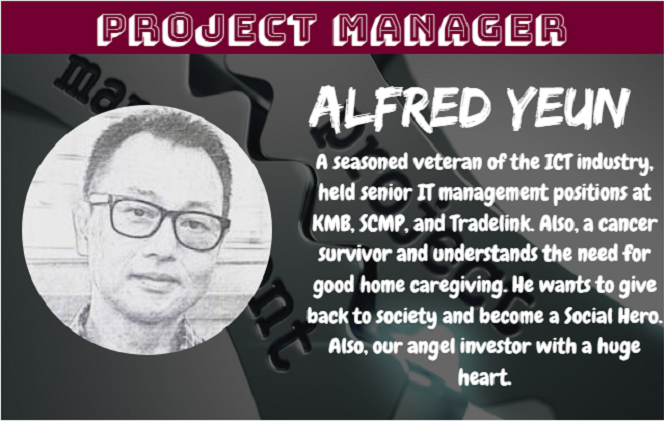 PROJECT MANAGER
ALFRED YEUN
A seasoned veteran of the ICT industry,
held senior IT management positions at
KMB, SCMP, and Tradelink. Also, a cancer
survivor and understands the need for
good home caregiving. He wants to give
back to society and become a Social Hero.
Also, our angel investor with a huge
heart.
project